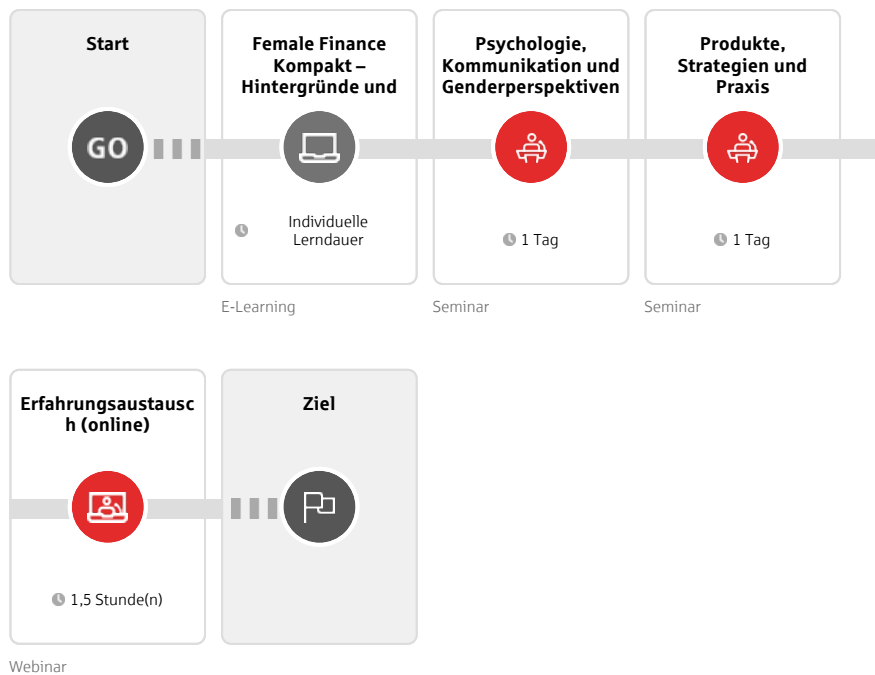 Start
GO
Female Finance
Kompakt –
Hintergründe und
Individuelle
Lerndauer
E-Learning
Psychologie,
Kommunikation und
Genderperspektiven
1 Tag
Seminar
Produkte,
Strategien und
Praxis
1 Tag
Seminar
Erfahrungsaustausc
h (online)
1,5 Stunde(n)
Webinar
Ziel